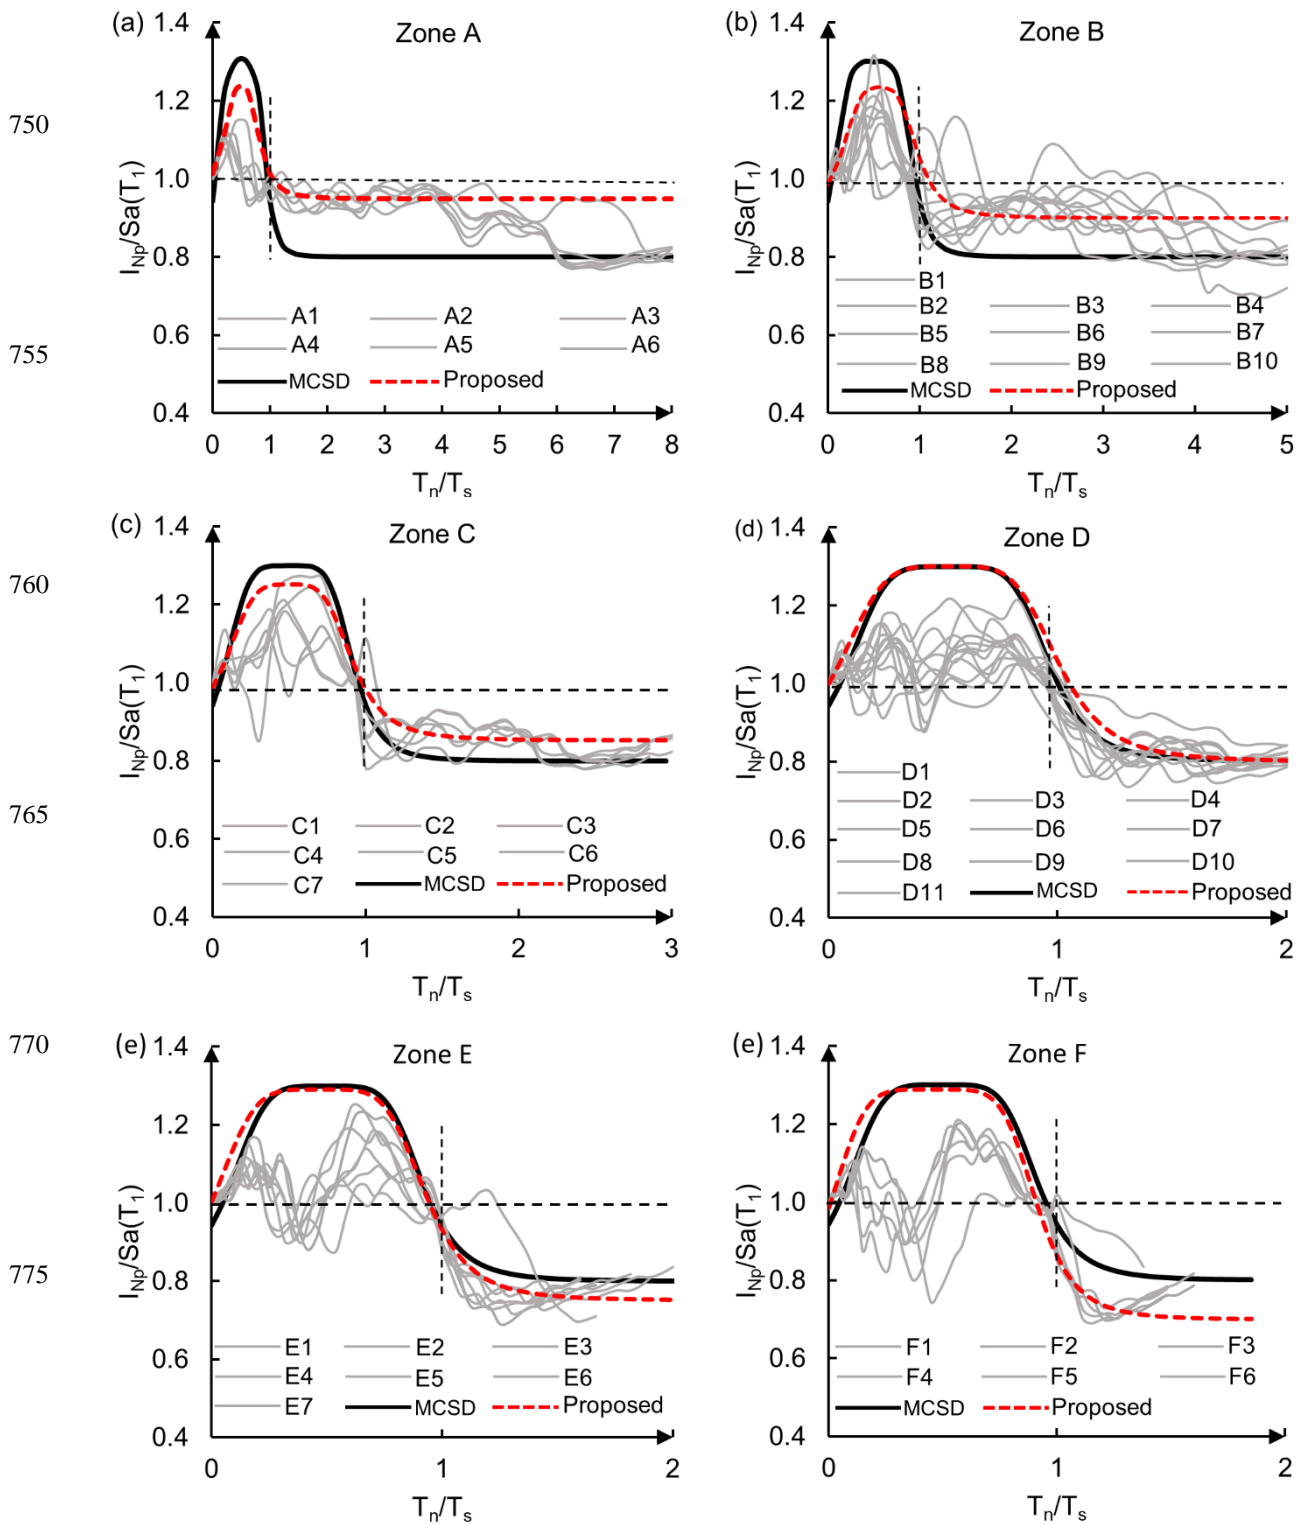 (a) Zone A
1.4
1.2
1.0
0.8
0.6
0.4
I_Np/Sa(T_1)
A1 A2 A3
A4 A5 A6
MCSD Proposed
0 1 2 3 4 5 6 7 8
T_n/T_s
(b) Zone B
1.4
1.2
1.0
0.8
0.6
0.4
I_Np/Sa(T_1)
B1
B2 B3 B4
B5 B6 B7
B8 B9 B10
MCSD Proposed
0 1 2 3 4 5
T_n/T_s
750
755
(c) Zone C
1.4
1.2
1.0
0.8
0.6
0.4
I_Np/Sa(T_1)
C1 C2 C3
C4 C5 C6
C7 MCSD Proposed
0 1 2 3
T_n/T_s
(d) Zone D
1.4
1.2
1.0
0.8
0.6
0.4
I_Np/Sa(T_1)
D1
D2 D3 D4
D5 D6 D7
D8 D9 D10
D11 MCSD Proposed
0 1 2
T_n/T_s
760
765
(e) Zone E
1.4
1.2
1.0
0.8
0.6
0.4
I_Np/Sa(T_1)
E1 E2 E3
E4 E5 E6
E7 MCSD Proposed
0 1 2
T_n/T_s
(e) Zone F
1.4
1.2
1.0
0.8
0.6
0.4
I_Np/Sa(T_1)
F1 F2 F3
F4 F5 F6
MCSD Proposed
0 1 2
T_n/T_s
770
775